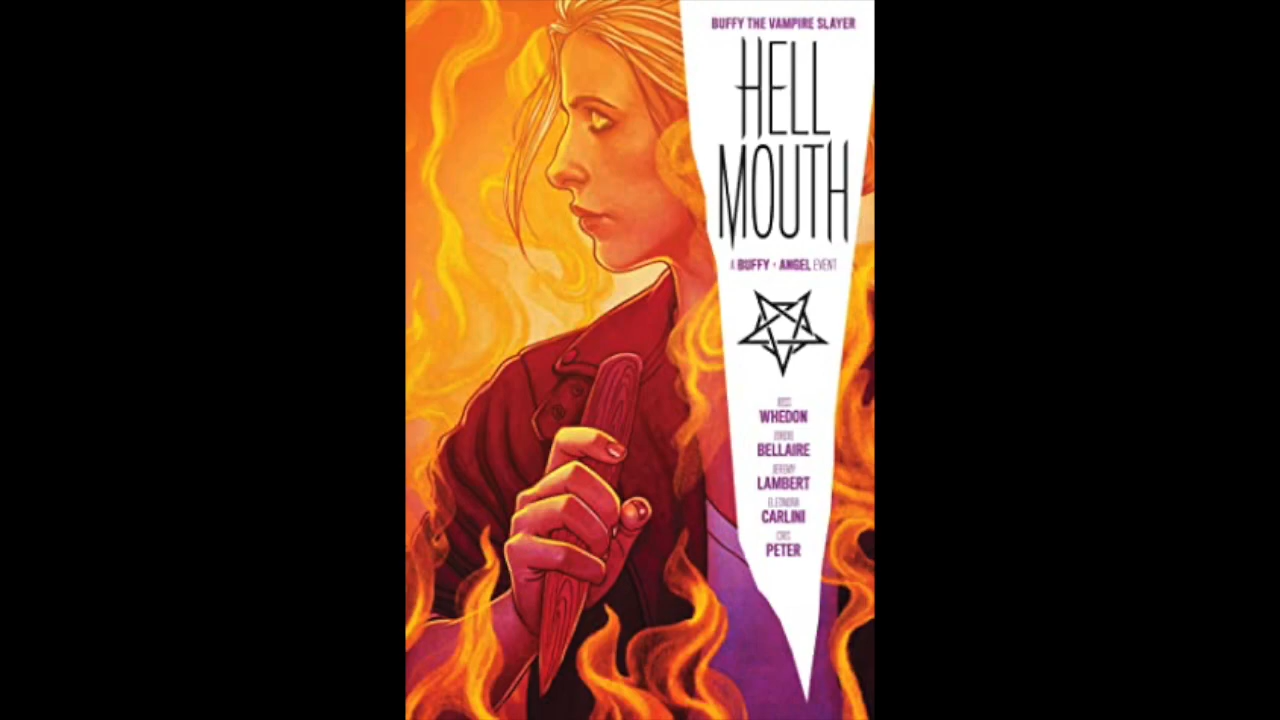 BUFFY THE VAMPIRE SLAYER
HELL
MOUTH
A BUFFY + ANGEL EVENT
JOSS
WHEDON
JORDIE
BELLAIRE
JEREMY
LAMBERT
ELEONORA
CARLINI
CRIS
PETER